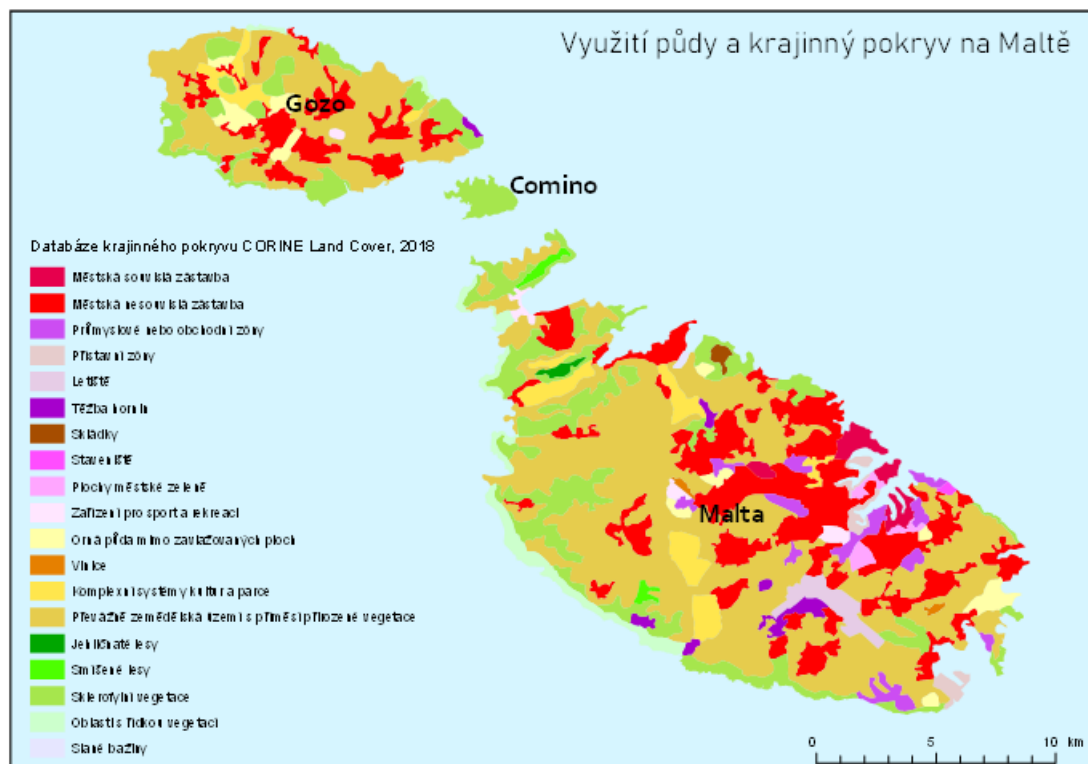 Využití půdy a krajinný pokryv na Maltě
Gozo
Comino
Databáze krajinného pokryvu CORINE Land Cover, 2018
Městská souvislá zástavba
Městská nesouvislá zástavba
Průmyslové nebo obchodní zóny
Přístavní zóny
Letiště
Těžba hornin
Skládky
Staveniště
Plochy městské zeleně
Zařízení pro sport a rekreaci
Orná půda mimo zavlažovaných ploch
Vinice
Komplexní systémy kultur a parcel
Převážně zemědělská území s příměsí přirozené vegetace
Jehličnaté lesy
Smíšené lesy
Sklerofylní vegetace
Oblasti s řídkou vegetací
Slané bažiny
Malta
0 5 10 km